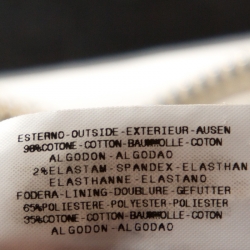 ESTERNO-OUTSIDE-EXTERIEUR-AUSEN
98%COTONE-COTTON-BAUMWOLLE-COTON
ALGODON-ALGODAO
2%ELASTAM-SPANDEX-ELASTHAN
ELASTHANNE-ELASTANO
FODERA-LINING-DOUBLURE-GEFUTTER
65%POLIESTERE-POLYESTER-POLIESTER
35%COTONE-COTTON-BAUMWOLLE-COTON
ALGODON-ALGODAO